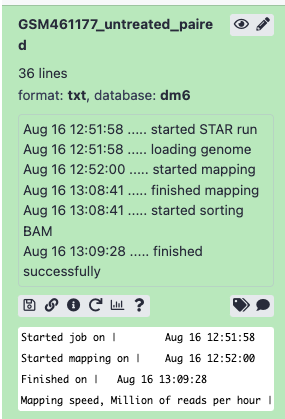 GSM461177_untreated_paire
d
36 lines
format: txt, database: dm6
Aug 16 12:51:58 ..... started STAR run
Aug 16 12:51:58 ..... loading genome
Aug 16 12:52:00 ..... started mapping
Aug 16 13:08:41 ..... finished mapping
Aug 16 13:08:41 ..... started sorting
BAM
Aug 16 13:09:28 ..... finished
successfully
Started job on | Aug 16 12:51:58
Started mapping on | Aug 16 12:52:00
Finished on | Aug 16 13:09:28
Mapping speed, Million of reads per hour |